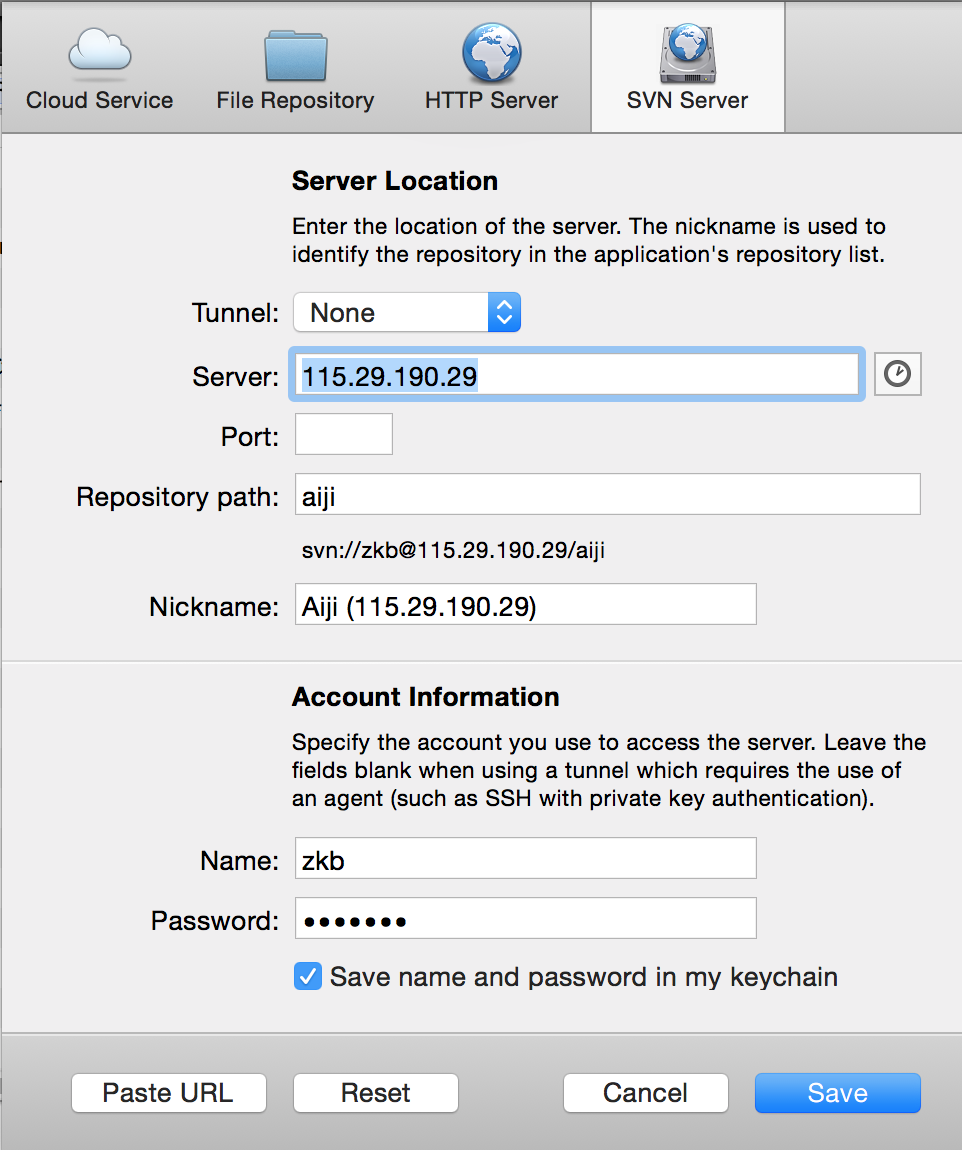 Cloud Service
File Repository
HTTP Server
SVN Server
Server Location
Enter the location of the server. The nickname is used to
identify the repository in the application's repository list.
Tunnel: None
Server: 115.29.190.29
Port:
Repository path: aiji
svn://zkb@115.29.190.29/aiji
Nickname: Aiji (115.29.190.29)
Account Information
Specify the account you use to access the server. Leave the
fields blank when using a tunnel which requires the use of
an agent (such as SSH with private key authentication).
Name: zkb
Password: •••••••
Save name and password in my keychain
Paste URL
Reset
Cancel
Save